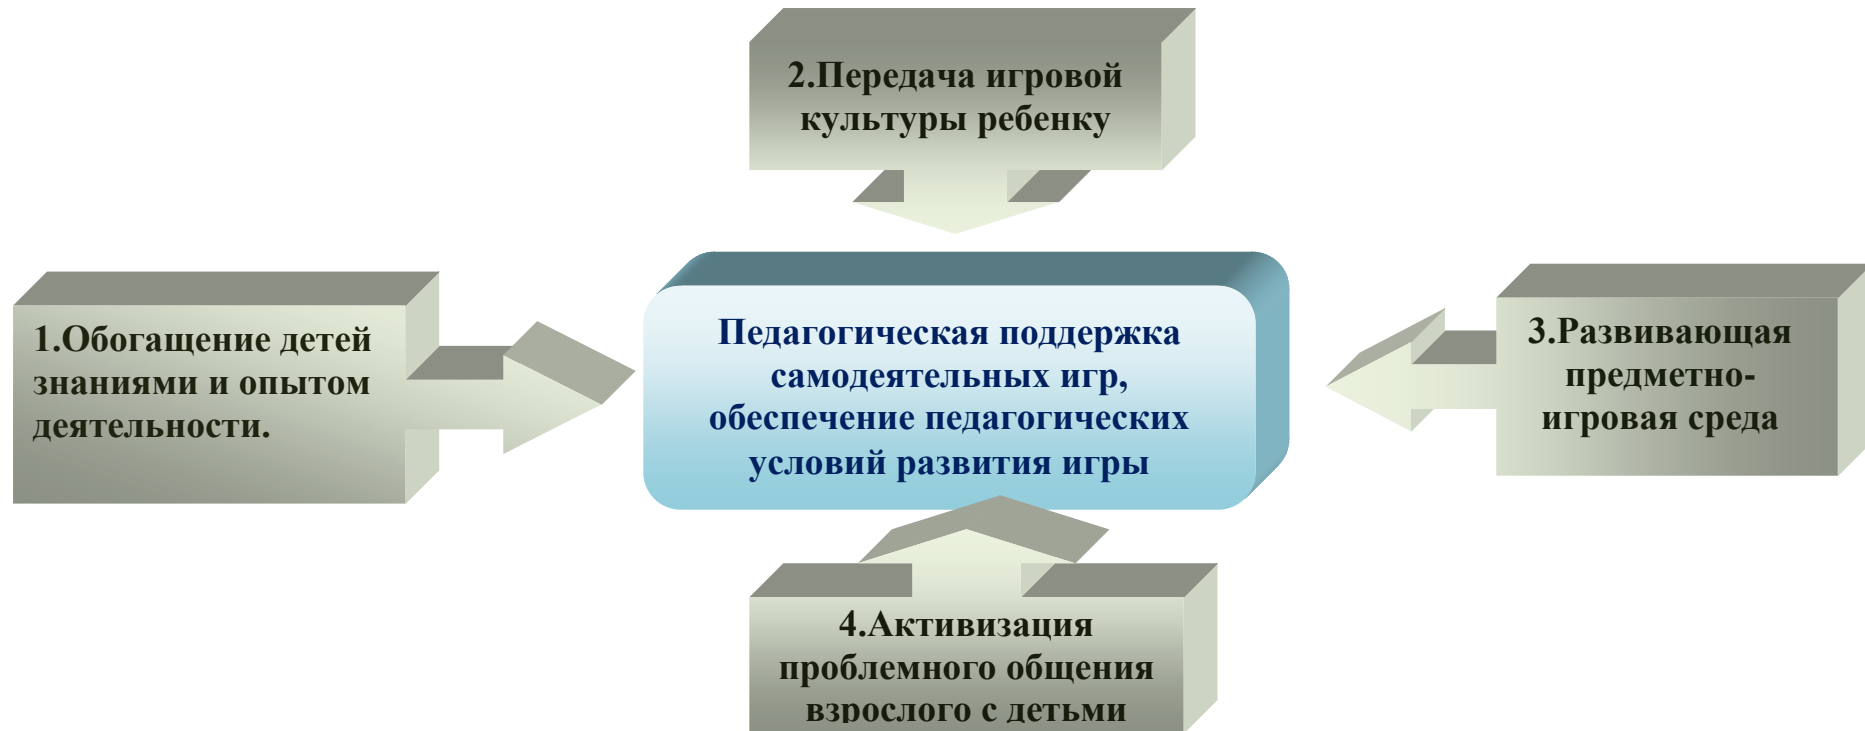 2.Передача игровой
культуры ребенку
1.Обогащение детей
знаниями и опытом
деятельности.
Педагогическая поддержка
самодеятельных игр,
обеспечение педагогических
условий развития игры
3.Развивающая
предметно-
игровая среда
4.Активизация
проблемного общения
взрослого с детьми